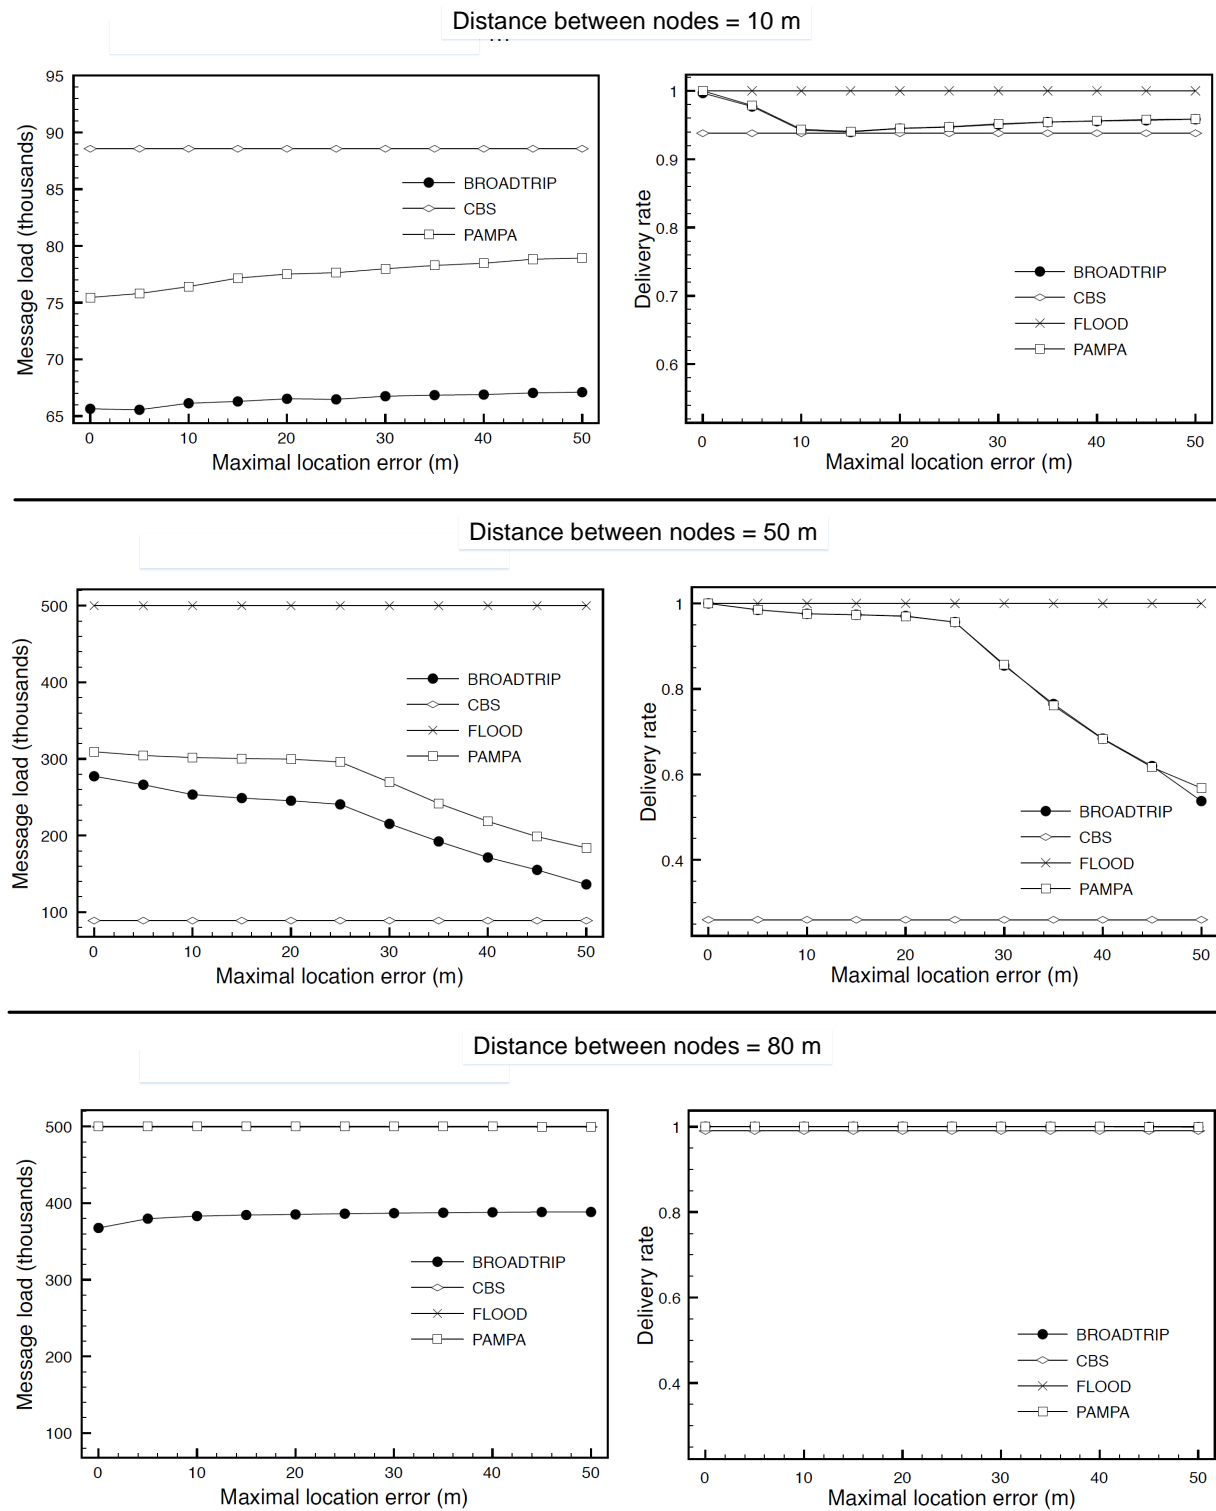 Distance between nodes = 10 m
m
95
90
85
80
75
70
65
0 10 20 30 40 50
Message load (thousands)
Maximal location error (m)
BROADTRIP
CBS
PAMPA
1
0.9
0.8
0.7
0.6
0 10 20 30 40 50
Delivery rate
Maximal location error (m)
BROADTRIP
CBS
FLOOD
PAMPA
Distance between nodes = 50 m
500
400
300
200
100
0 10 20 30 40 50
Message load (thousands)
Maximal location error (m)
BROADTRIP
CBS
FLOOD
PAMPA
1
0.8
0.6
0.4
0 10 20 30 40 50
Delivery rate
Maximal location error (m)
BROADTRIP
CBS
FLOOD
PAMPA
Distance between nodes = 80 m
500
400
300
200
100
0 10 20 30 40 50
Message load (thousands)
Maximal location error (m)
BROADTRIP
CBS
FLOOD
PAMPA
1
0.8
0.6
0.4
0 10 20 30 40 50
Delivery rate
Maximal location error (m)
BROADTRIP
CBS
FLOOD
PAMPA